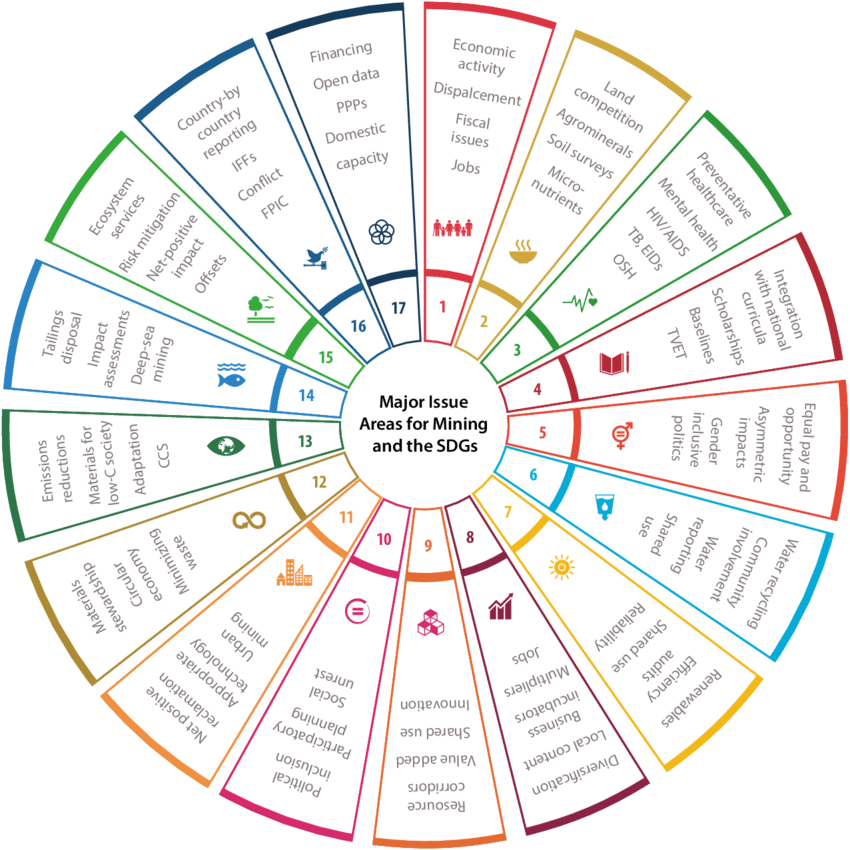 Major Issue
Areas for Mining
and the SDGs
1
Economic
activity
Dispalcement
Fiscal
issues
Jobs
2
Land
competition
Agrominerals
Soil surveys
Micro-
nutrients
3
Preventative
healthcare
Mental health
HIV/AIDS
TB, EIDs
OSH
4
Integration
with national
curricula
Scholarships
Baselines
TVET
5
Equal pay and
opportunity
Asymmetric
impacts
Gender
inclusive
politics
6
Water recycling
Community
involvement
Water
reporting
Shared
use
7
Renewables
Efficiency
audits
Shared use
Reliability
8
Diversification
Local content
Business
incubators
Multipliers
Jobs
9
Resource
corridors
Value added
Shared use
Innovation
10
Political
inclusion
Participatory
planning
Social
unrest
11
Net positive
reclamation
Appropriate
technology
Urban
mining
12
Materials
stewardship
Circular
economy
Minimizing
waste
13
Emissions
reductions
Materials for
low-C society
Adaptation
CCS
14
Tailings
disposal
Impact
assessments
Deep-sea
mining
15
Ecosystem
services
Risk mitigation
Net-positive
impact
Offsets
16
Country-by
country
reporting
IFFs
Conflict
FPIC
17
Financing
Open data
PPPs
Domestic
capacity